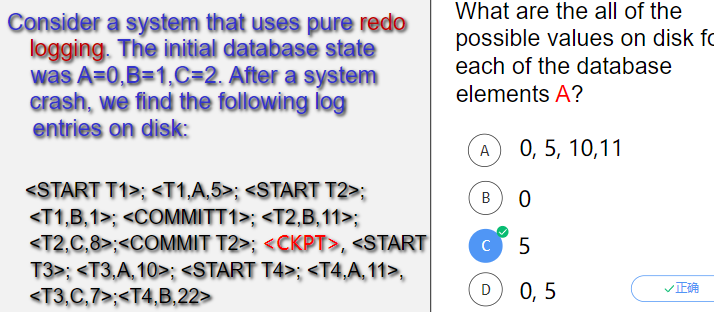 Consider a system that uses pure redo
logging. The initial database state
was A=0,B=1,C=2. After a system
crash, we find the following log
entries on disk:
<START T1>; <T1,A,5>; <START T2>;
<T1,B,1>; <COMMITT1>; <T2,B,11>;
<T2,C,8>;<COMMIT T2>; <CKPT>, <START
T3>; <T3,A,10>; <START T4>; <T4,A,11>,
<T3,C,7>;<T4,B,22>
What are the all of the
possible values on disk fo
each of the database
elements A?
A 0, 5, 10,11
B 0
C 5
D 0, 5
正确